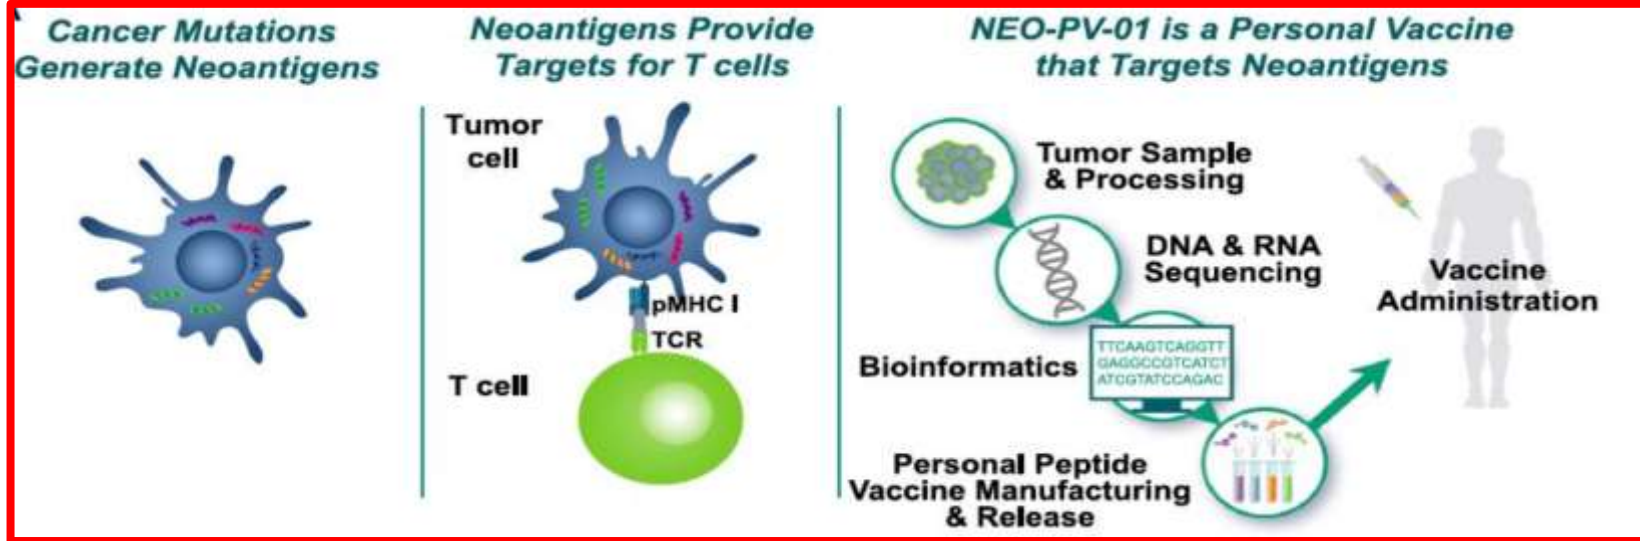 Cancer Mutations
Generate Neoantigens
Neoantigens Provide
Targets for T cells
Tumor
cell
pMHC I
TCR
T cell
NEO-PV-01 is a Personal Vaccine
that Targets Neoantigens
Tumor Sample
& Processing
DNA & RNA
Sequencing
Bioinformatics
TTCAAGTCAGGTT
GAGGCCGTCATCT
ATCGTATCCAGAC
Personal Peptide
Vaccine Manufacturing
& Release
Vaccine
Administration